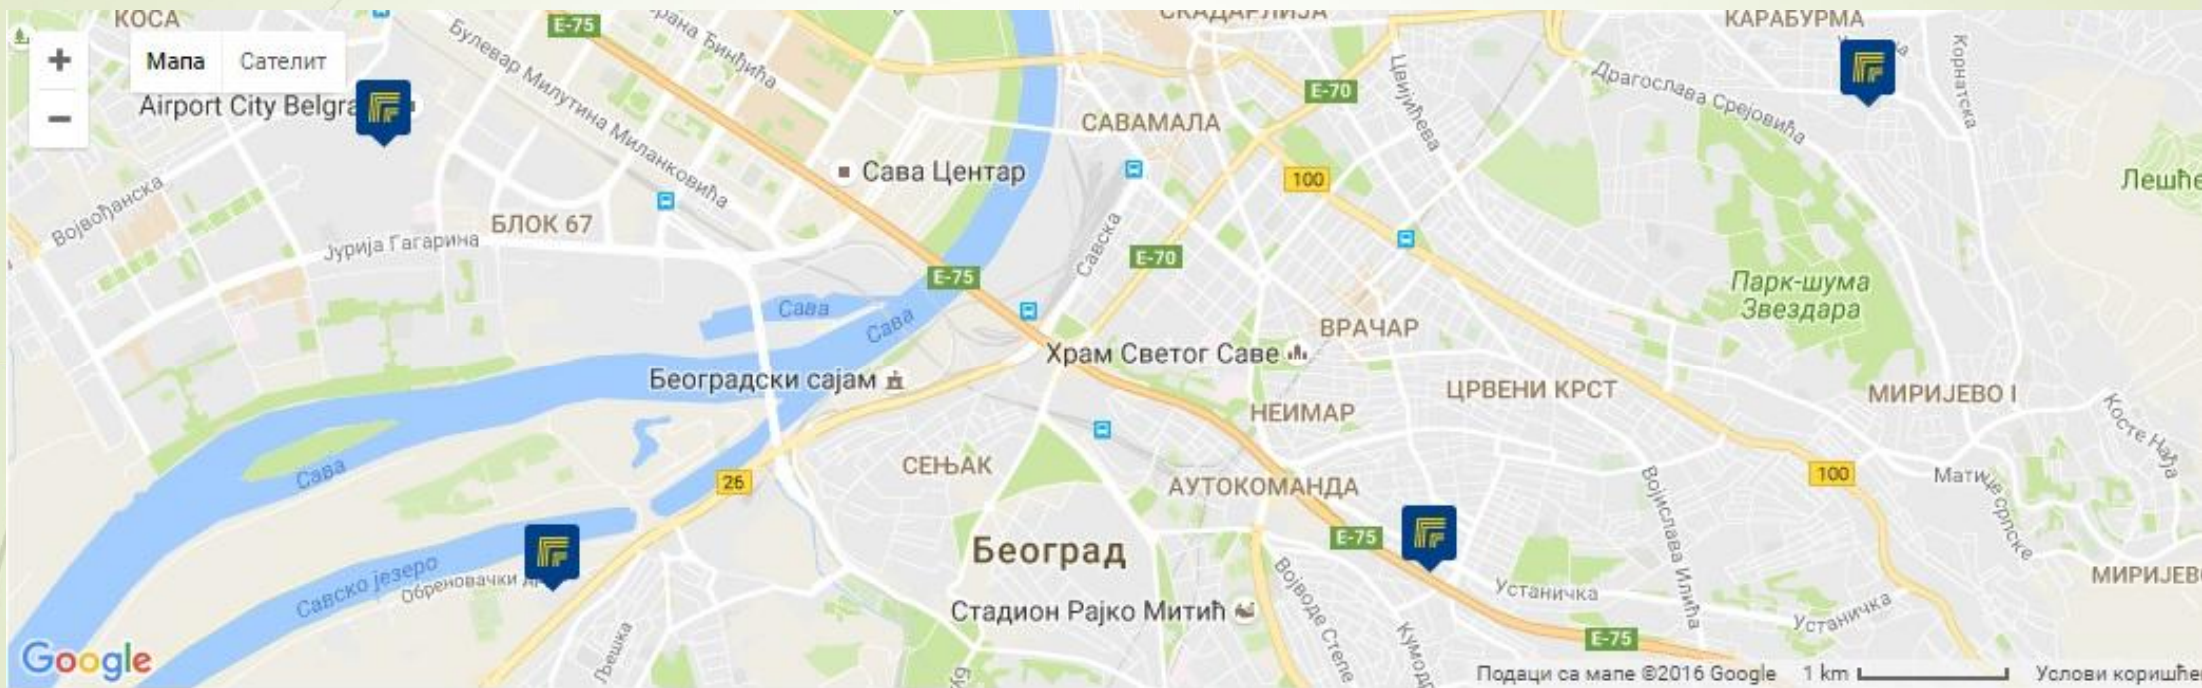 КОСА
Е-75
СКАДАРЛИЈА
КАРАБУРМА
Мапа
Сателит
+
−
Airport City Belgra
Булевар Милутина Миланковића
Ђинђића
Е-70
Цвијићева
Драгослава Срејовића
Корнатска
САВАМАЛА
Сава Центар
100
Лешће
Војвођанска
БЛОК 67
Јурија Гагарина
Савска
Е-70
Е-75
Парк-шума
Звездара
Сава
Сава
ВРАЧАР
Храм Светог Саве
Београдски сајам
ЦРВЕНИ КРСТ
МИРИЈЕВО I
НЕИМАР
Косте Нађа
Сава
СЕЊАК
26
АУТОКОМАНДА
100
Матице српске
Војислава Илића
Е-75
Београд
Савско језеро
Обреновачки
МИРИЈЕВО
Стадион Рајко Митић
Војводе Степе
Устаничка
Устаничка
Љешка
Е-75
Google
Подаци са мапе ©2016 Google
1 km
Услови коришће